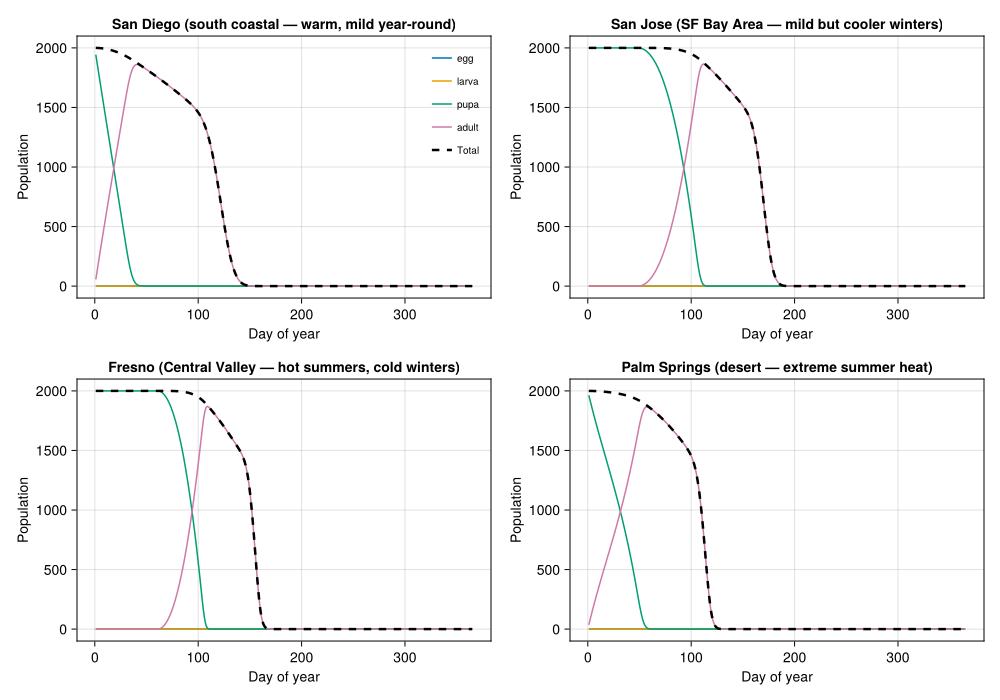 San Diego (south coastal — warm, mild year-round)
2000
1500
1000
500
0
Population
0 100 200 300
Day of year
egg
larva
pupa
adult
Total
San Jose (SF Bay Area — mild but cooler winters)
2000
1500
1000
500
0
Population
0 100 200 300
Day of year
Fresno (Central Valley — hot summers, cold winters)
2000
1500
1000
500
0
Population
0 100 200 300
Day of year
Palm Springs (desert — extreme summer heat)
2000
1500
1000
500
0
Population
0 100 200 300
Day of year